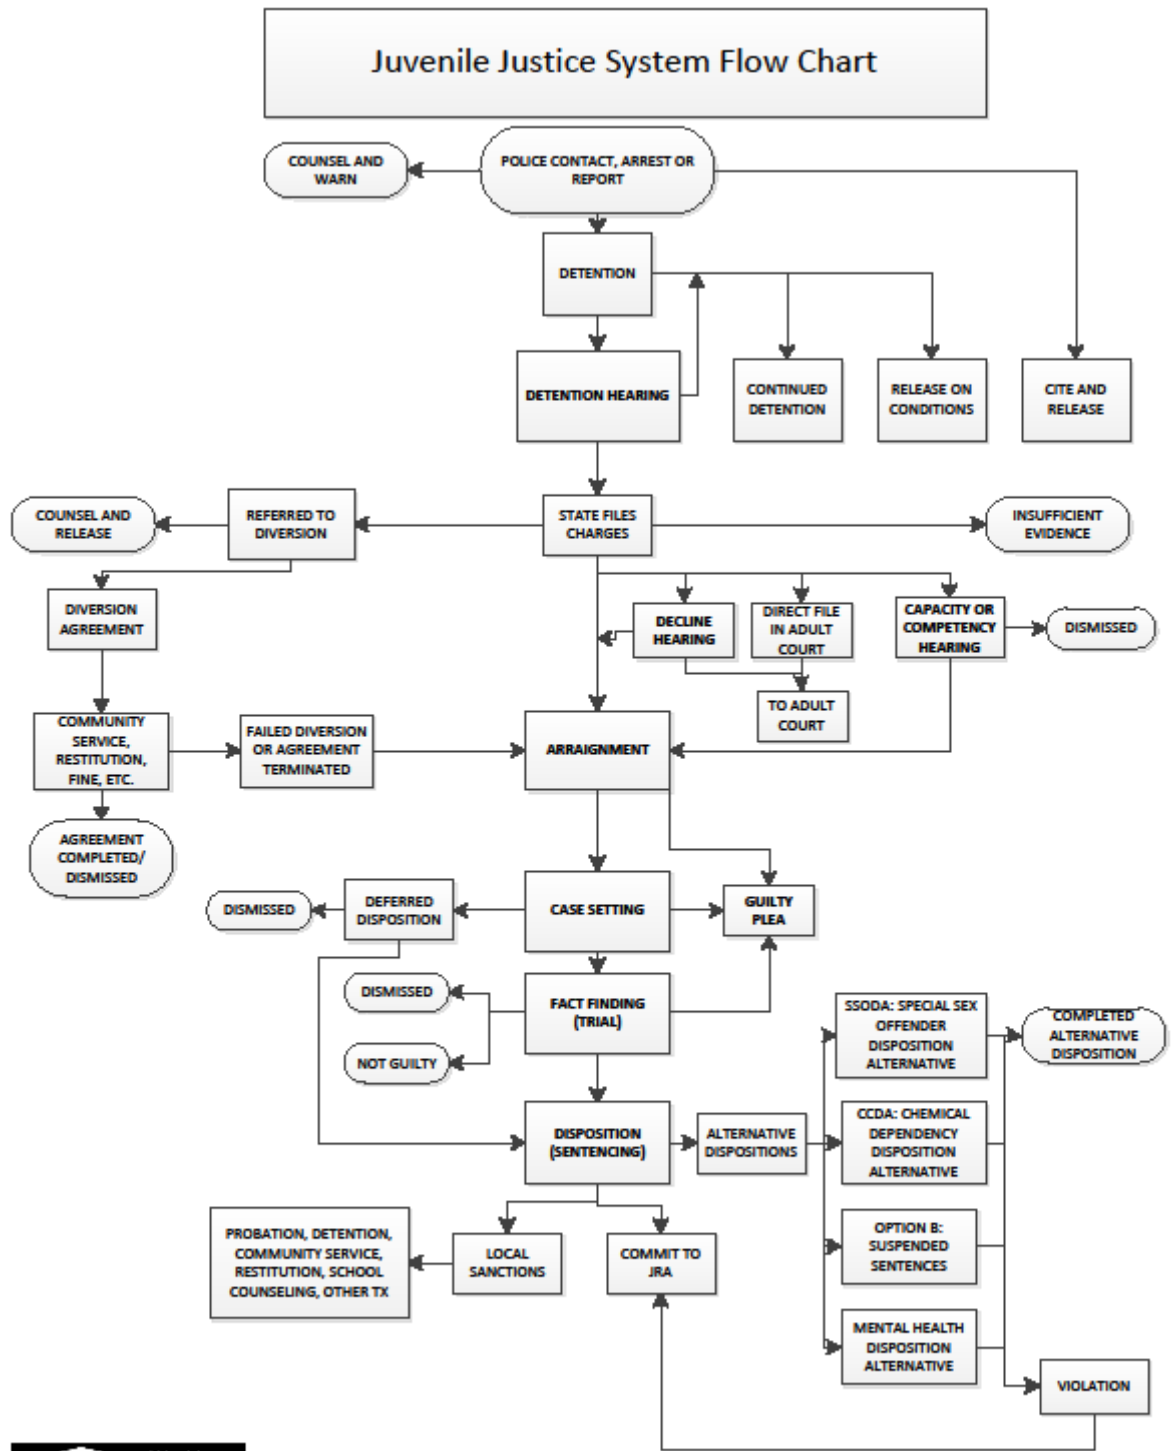 Juvenile Justice System Flow Chart
COUNSEL AND
WARN
POLICE CONTACT, ARREST OR
REPORT
DETENTION
DETENTION HEARING
CONTINUED
DETENTION
RELEASE ON
CONDITIONS
CITE AND
RELEASE
COUNSEL AND
RELEASE
REFERRED TO
DIVERSION
STATE FILES
CHARGES
INSUFFICIENT
EVIDENCE
DIVERSION
AGREEMENT
DECLINE
HEARING
DIRECT FILE
IN ADULT
COURT
CAPACITY OR
COMPETENCY
HEARING
DISMISSED
TO ADULT
COURT
COMMUNITY
SERVICE,
RESTITUTION,
FINE, ETC.
FAILED DIVERSION
OR AGREEMENT
TERMINATED
ARRAIGNMENT
AGREEMENT
COMPLETED/
DISMISSED
DISMISSED
DEFERRED
DISPOSITION
CASE SETTING
GUILTY
PLEA
DISMISSED
NOT GUILTY
FACT FINDING
(TRIAL)
SSODA: SPECIAL SEX
OFFENDER
DISPOSITION
ALTERNATIVE
COMPLETED
ALTERNATIVE
DISPOSITION
DISPOSITION
(SENTENCING)
ALTERNATIVE
DISPOSITIONS
CCDA: CHEMICAL
DEPENDENCY
DISPOSITION
ALTERNATIVE
PROBATION, DETENTION,
COMMUNITY SERVICE,
RESTITUTION, SCHOOL
COUNSELING, OTHER TX
LOCAL
SANCTIONS
COMMIT TO
JRA
OPTION B:
SUSPENDED
SENTENCES
MENTAL HEALTH
DISPOSITION
ALTERNATIVE
VIOLATION